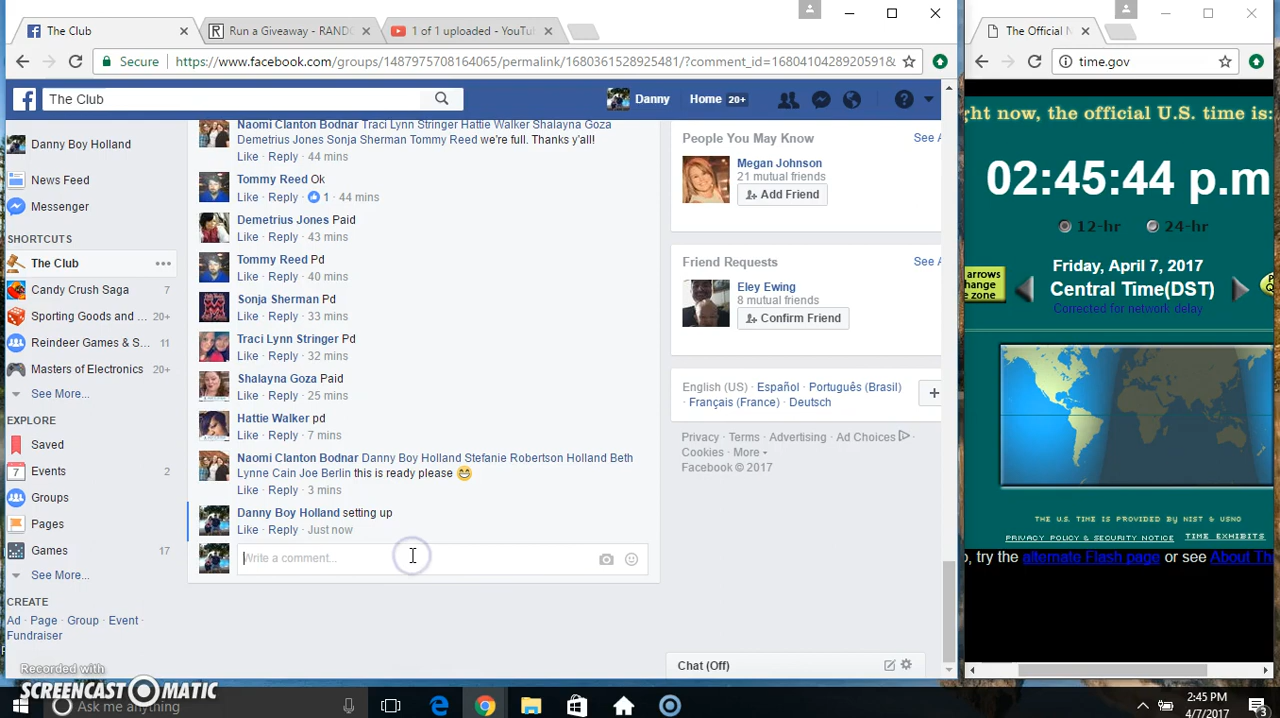 The Club
Run a Giveaway - RANDO
1 of 1 uploaded - YouTu
The Official N
Secure
https://www.facebook.com/groups/1487975708164065/permalink/1680361528925481/?comment_id=1680410428920591&
time.gov
The Club
Danny
Home 20+
Danny Boy Holland
News Feed
Messenger
SHORTCUTS
The Club
Candy Crush Saga 7
Sporting Goods and ... 20+
Reindeer Games & S... 11
Masters of Electronics 20+
See More...
EXPLORE
Saved
Events 2
Groups
Pages
Games 17
See More...
CREATE
Ad · Page · Group · Event ·
Fundraiser
Naomi Clanton Bodnar Traci Lynn Stringer Hattie Walker Shalayna Goza
Demetrius Jones Sonja Sherman Tommy Reed we're full. Thanks y'all!
Like · Reply · 44 mins
Tommy Reed Ok
Like · Reply · 1 · 44 mins
Demetrius Jones Paid
Like · Reply · 43 mins
Tommy Reed Pd
Like · Reply · 40 mins
Sonja Sherman Pd
Like · Reply · 33 mins
Traci Lynn Stringer Pd
Like · Reply · 32 mins
Shalayna Goza Paid
Like · Reply · 25 mins
Hattie Walker pd
Like · Reply · 7 mins
Naomi Clanton Bodnar Danny Boy Holland Stefanie Robertson Holland Beth
Lynne Cain Joe Berlin this is ready please 😁
Like · Reply · 3 mins
Danny Boy Holland setting up
Like · Reply · Just now
Write a comment...
People You May Know
See A
Megan Johnson
21 mutual friends
Add Friend
Friend Requests
See A
Eley Ewing
8 mutual friends
Confirm Friend
English (US) · Español · Português (Brasil) ·
Français (France) · Deutsch
Privacy · Terms · Advertising · Ad Choices ·
Cookies · More
Facebook © 2017
Chat (Off)
ght now, the official U.S. time is:
02:45:44 p.m
12-hr 24-hr
Friday, April 7, 2017
arrows
change
e zone
Central Time(DST)
Corrected for network delay
THE U.S. TIME IS PROVIDED BY NIST & USNO
PRIVACY POLICY & SECURITY NOTICE TIME EXHIBITS
o, try the alternate Flash page or see About Th
Recorded with
SCREENCAST-O-MATIC
Ask me anything
2:45 PM
4/7/2017
3